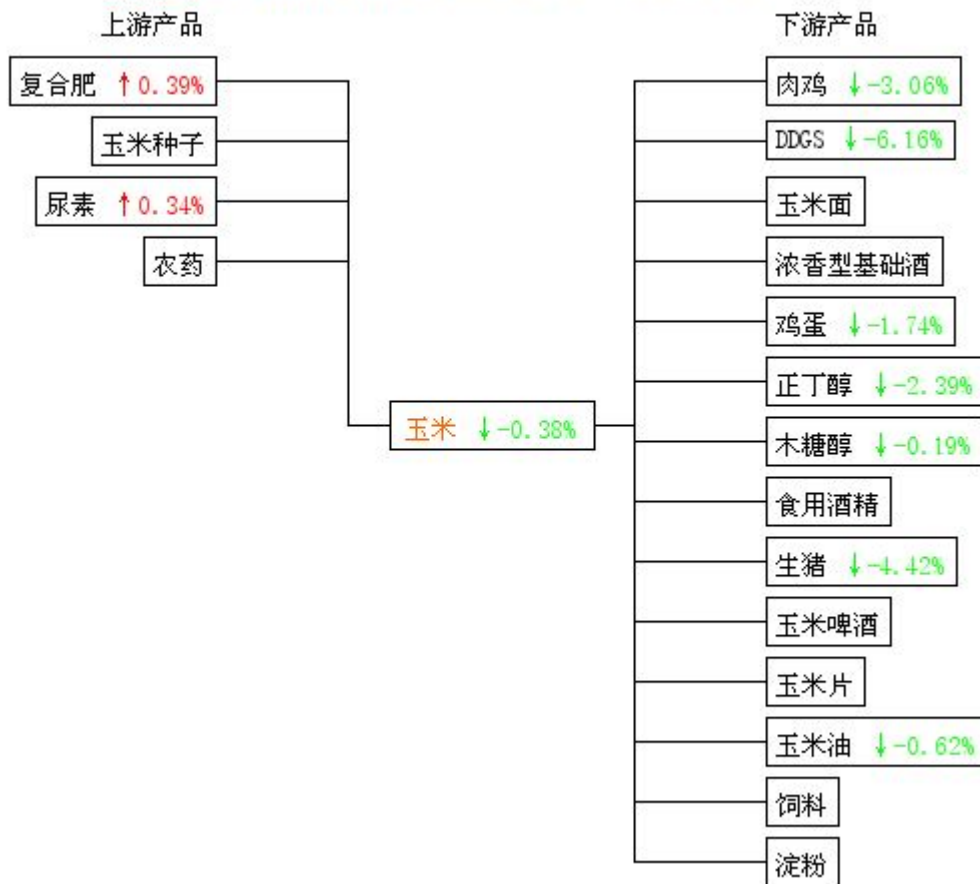 上游产品
下游产品
复合肥 ↑0.39%
玉米种子
尿素 ↑0.34%
农药
玉米 ↓-0.38%
肉鸡 ↓-3.06%
DDGS ↓-6.16%
玉米面
浓香型基础酒
鸡蛋 ↓-1.74%
正丁醇 ↓-2.39%
木糖醇 ↓-0.19%
食用酒精
生猪 ↓-4.42%
玉米啤酒
玉米片
玉米油 ↓-0.62%
饲料
淀粉